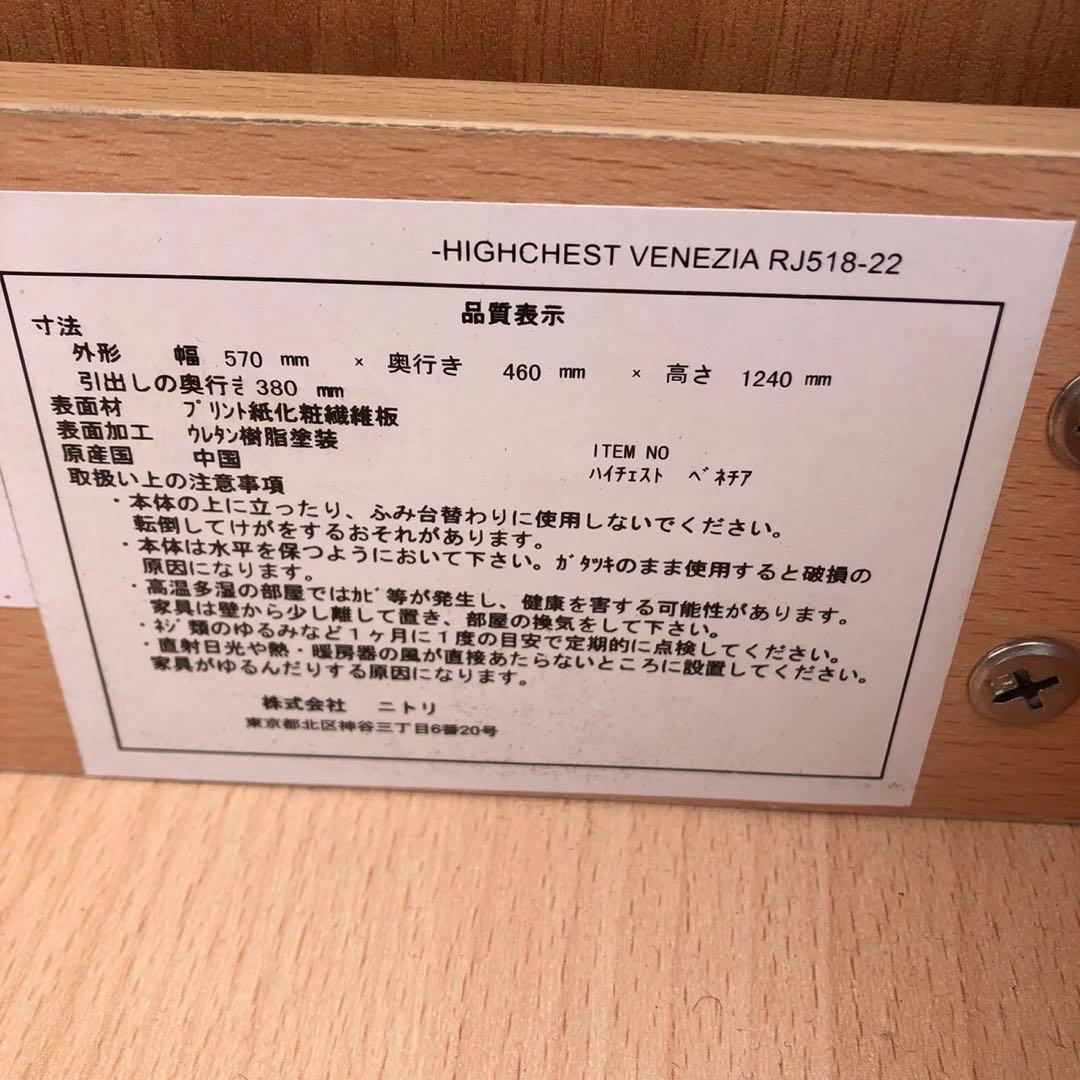 -HIGHCHEST VENEZIA RJ518-22
品質表示
寸法
外形 幅 570 mm × 奥行き 460 mm × 高さ 1240 mm
引出しの奥行き 380 mm
表面材 プリント紙化粧繊維板
表面加工 ウレタン樹脂塗装
原産国 中国
ITEM NO
ハイチェスト ベネチア
取扱い上の注意事項
・本体の上に立ったり、ふみ台替わりに使用しないでください。
転倒してけがをするおそれがあります。
・本体は水平を保つようにおいて下さい。ガタツキのまま使用すると破損の
原因になります。
・高温多湿の部屋ではカビ等が発生し、健康を害する可能性があります。
家具は壁から少し離して置き、部屋の換気をして下さい。
・ネジ類のゆるみなど1ヶ月に1度の目安で定期的に点検してください。
・直射日光や熱・暖房器の風が直接あたらないところに設置してください。
家具がゆるんだりする原因になります。
株式会社 ニトリ
東京都北区神谷三丁目6番20号